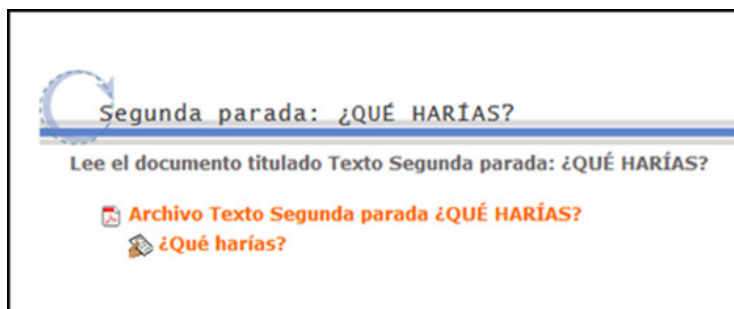 Segunda parada: ¿QUÉ HARÍAS?
Lee el documento titulado Texto Segunda parada: ¿QUÉ HARÍAS?
Archivo Texto Segunda parada ¿QUÉ HARÍAS?
¿Qué harías?